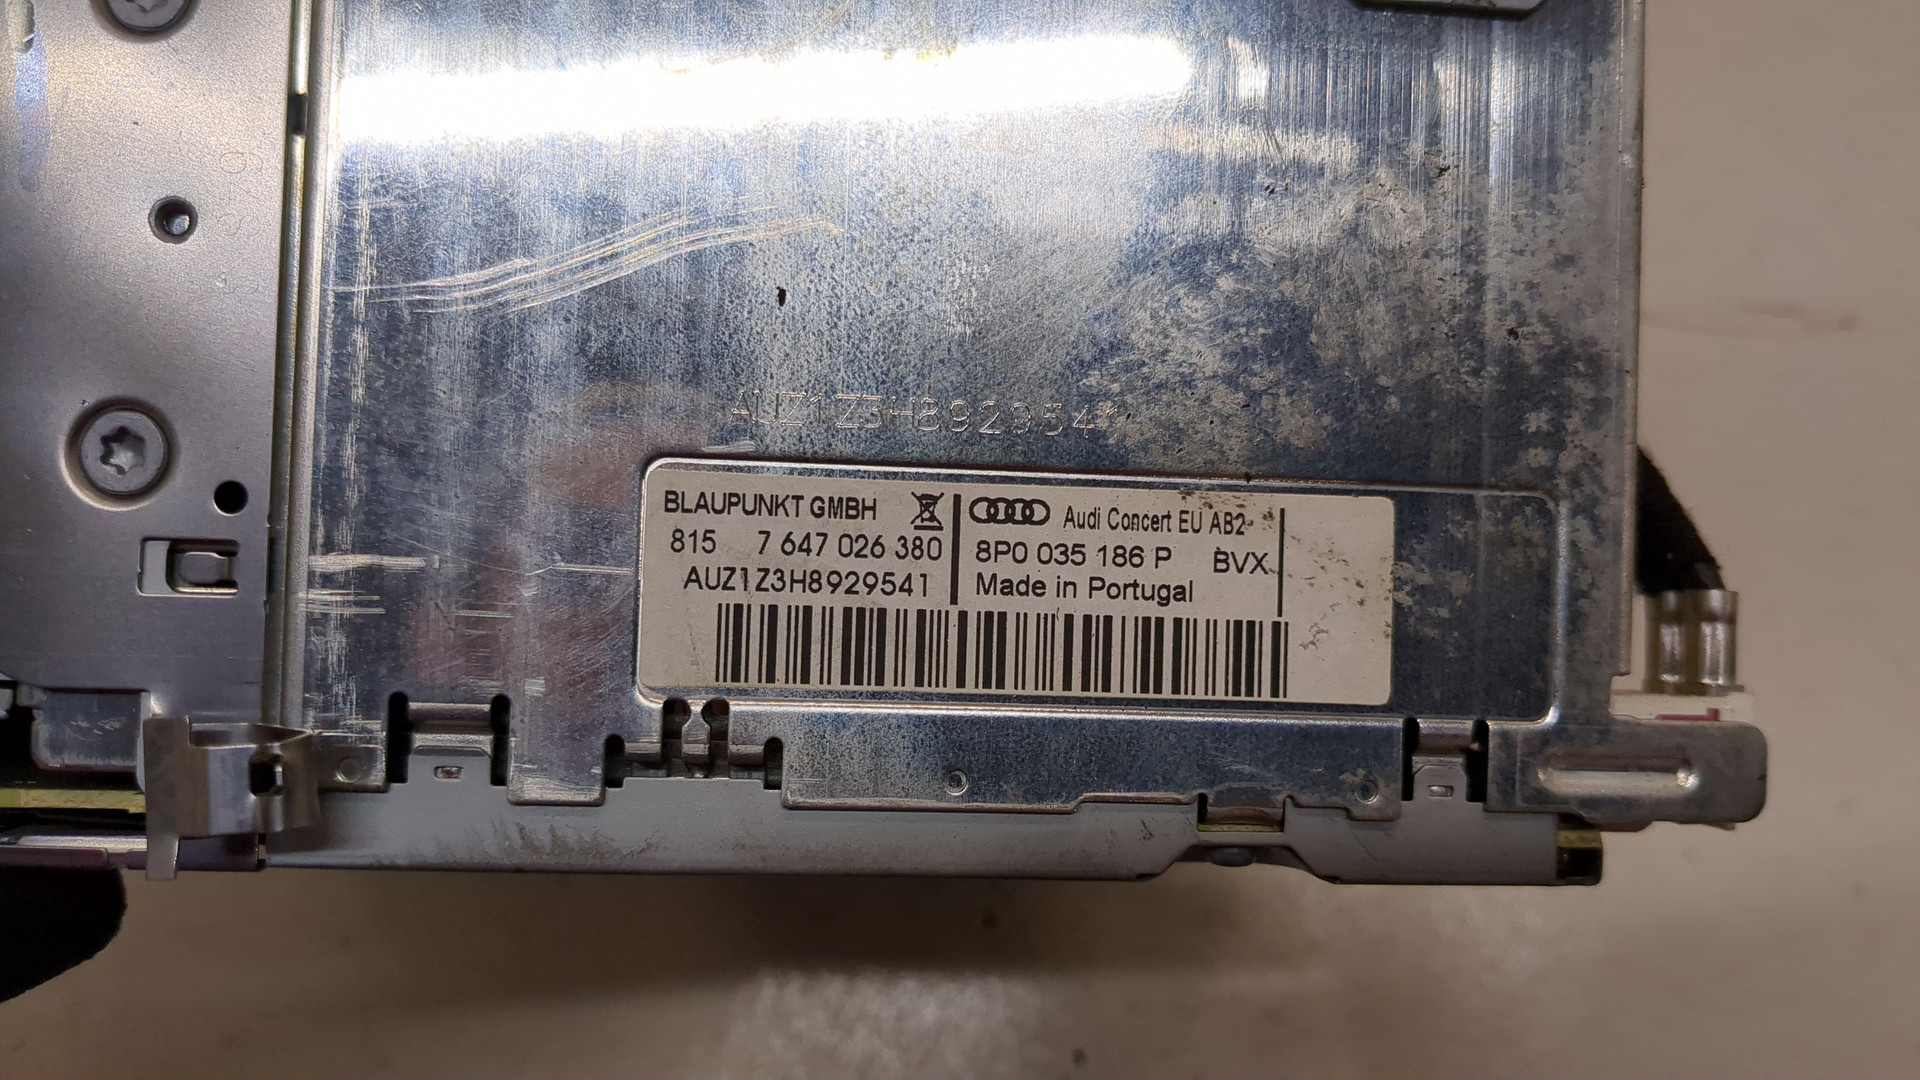 AUZ1Z3H8929541
BLAUPUNKT GMBH
815 7 647 026 380
AUZ1Z3H8929541
Audi Concert EU AB2
8P0 035 186 P BVX
Made in Portugal